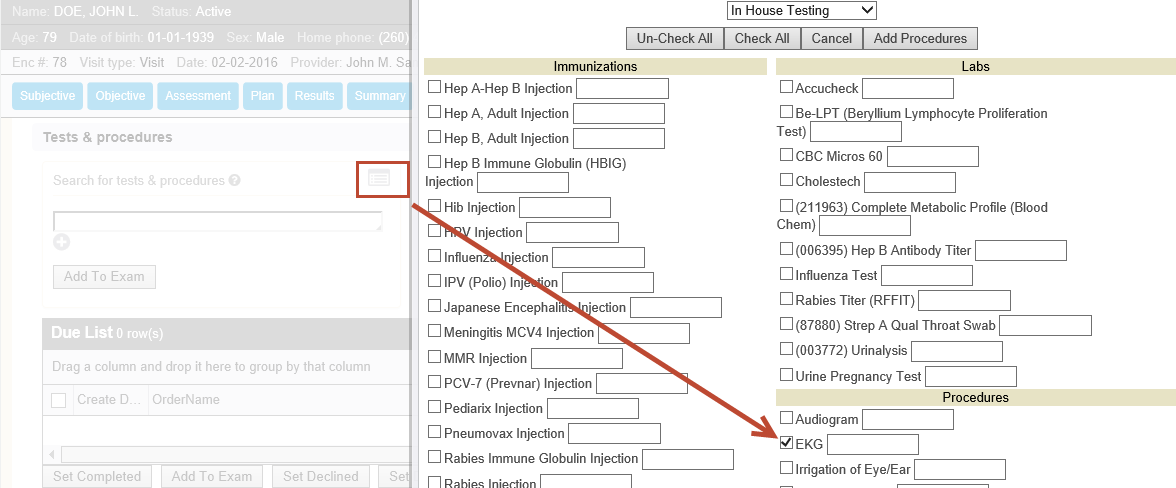 Name: DOE, JOHN L. Status: Active
Age: 79 Date of birth: 01-01-1939 Sex: Male Home phone: (260)
Enc #: 78 Visit type: Visit Date: 02-02-2016 Provider: John M. Sa
Subjective Objective Assessment Plan Results Summary
Tests & procedures
Search for tests & procedures
Add To Exam
Due List 0 row(s)
Drag a column and drop it here to group by that column
Create D... OrderName
Set Completed Add To Exam Set Declined Set
In House Testing
Un-Check All Check All Cancel Add Procedures
Immunizations
Hep A-Hep B Injection
Hep A, Adult Injection
Hep B, Adult Injection
Hep B Immune Globulin (HBIG)
Injection
Hib Injection
HPV Injection
Influenza Injection
IPV (Polio) Injection
Japanese Encephalitis Injection
Meningitis MCV4 Injection
MMR Injection
PCV-7 (Prevnar) Injection
Pediarix Injection
Pneumovax Injection
Rabies Immune Globulin Injection
Rabies Injection
Labs
Accucheck
Be-LPT (Beryllium Lymphocyte Proliferation
Test)
CBC Micros 60
Cholestech
(211963) Complete Metabolic Profile (Blood
Chem)
(006395) Hep B Antibody Titer
Influenza Test
Rabies Titer (RFFIT)
(87880) Strep A Qual Throat Swab
(003772) Urinalysis
Urine Pregnancy Test
Procedures
Audiogram
EKG
Irrigation of Eye/Ear